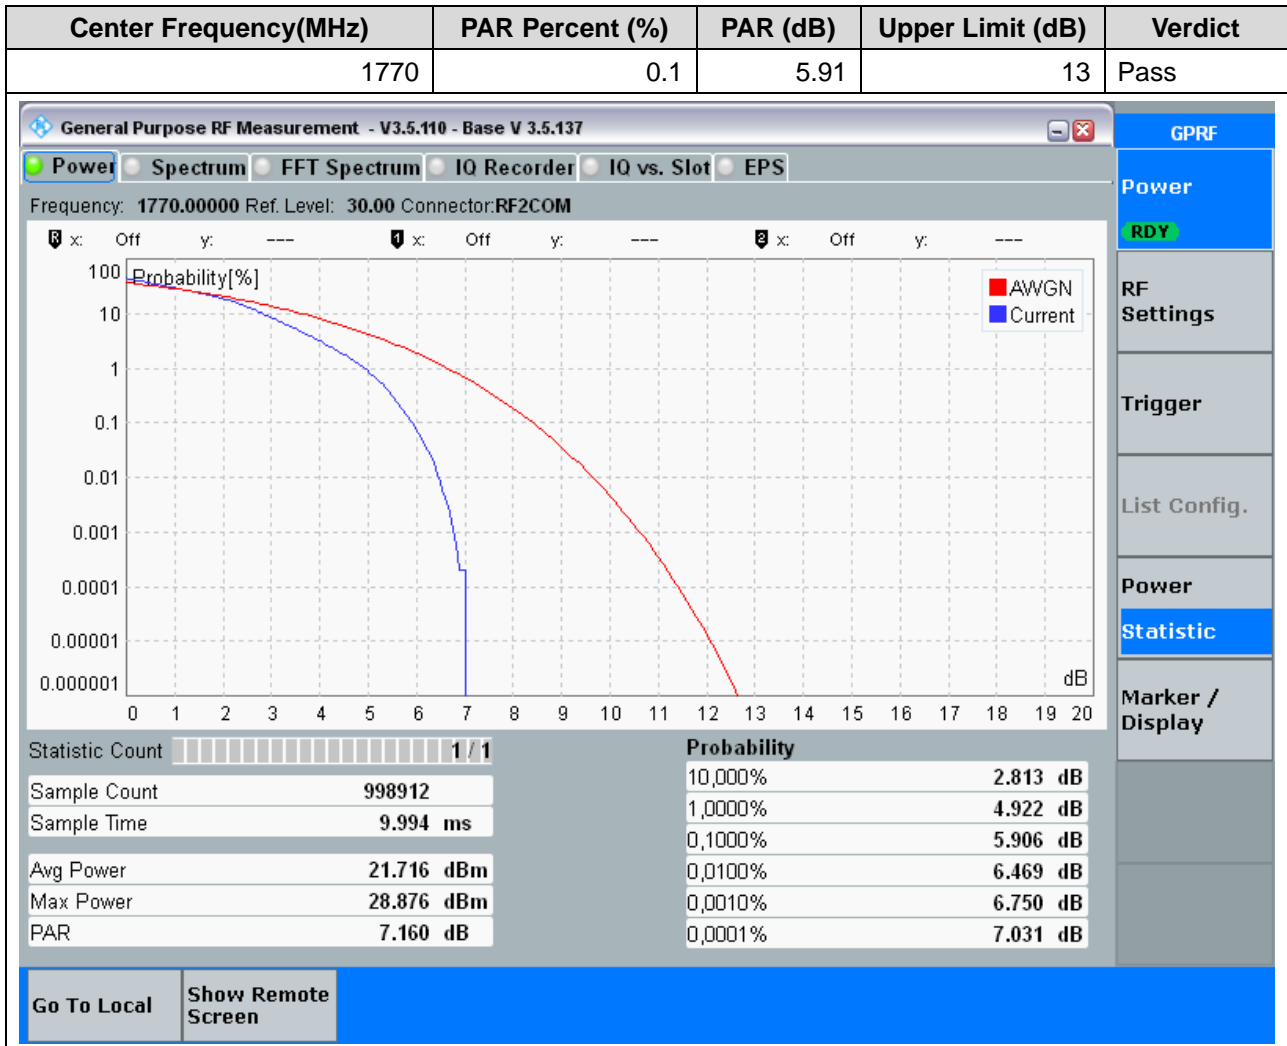 Center Frequency(MHz) PAR Percent (%) PAR (dB) Upper Limit (dB) Verdict
1770 0.1 5.91 13 Pass
General Purpose RF Measurement - V3.5.110 - Base V 3.5.137
GPRF
Power Spectrum FFT Spectrum IQ Recorder IQ vs. Slot EPS
Power
RDY
Frequency: 1770.00000 Ref. Level: 30.00 Connector:RF2COM
R x: Off y: --- 1 x: Off y: --- 2 x: Off y: ---
Probability[%]
AWGN
Current
100
10
1
0.1
0.01
0.001
0.0001
0.00001
0.000001
dB
0 1 2 3 4 5 6 7 8 9 10 11 12 13 14 15 16 17 18 19 20
RF
Settings
Trigger
List Config.
Power
Statistic
Marker /
Display
Statistic Count 1 / 1
Sample Count 998912
Sample Time 9.994 ms
Avg Power 21.716 dBm
Max Power 28.876 dBm
PAR 7.160 dB
Probability
10,000% 2.813 dB
1,0000% 4.922 dB
0,1000% 5.906 dB
0,0100% 6.469 dB
0,0010% 6.750 dB
0,0001% 7.031 dB
Go To Local
Show Remote
Screen